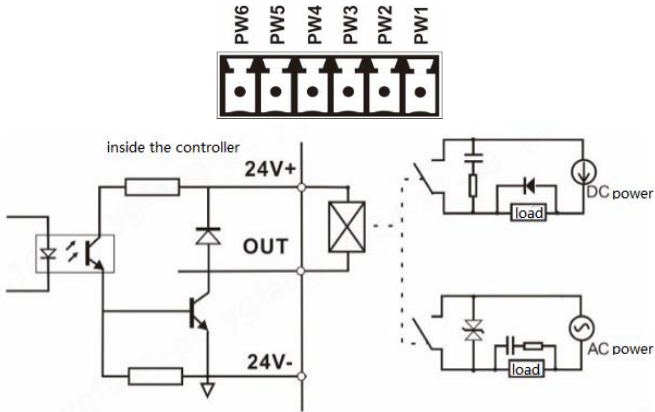 PW6 PW5 PW4 PW3 PW2 PW1
inside the controller
24V+
OUT
24V-
load
DC power
load
AC power